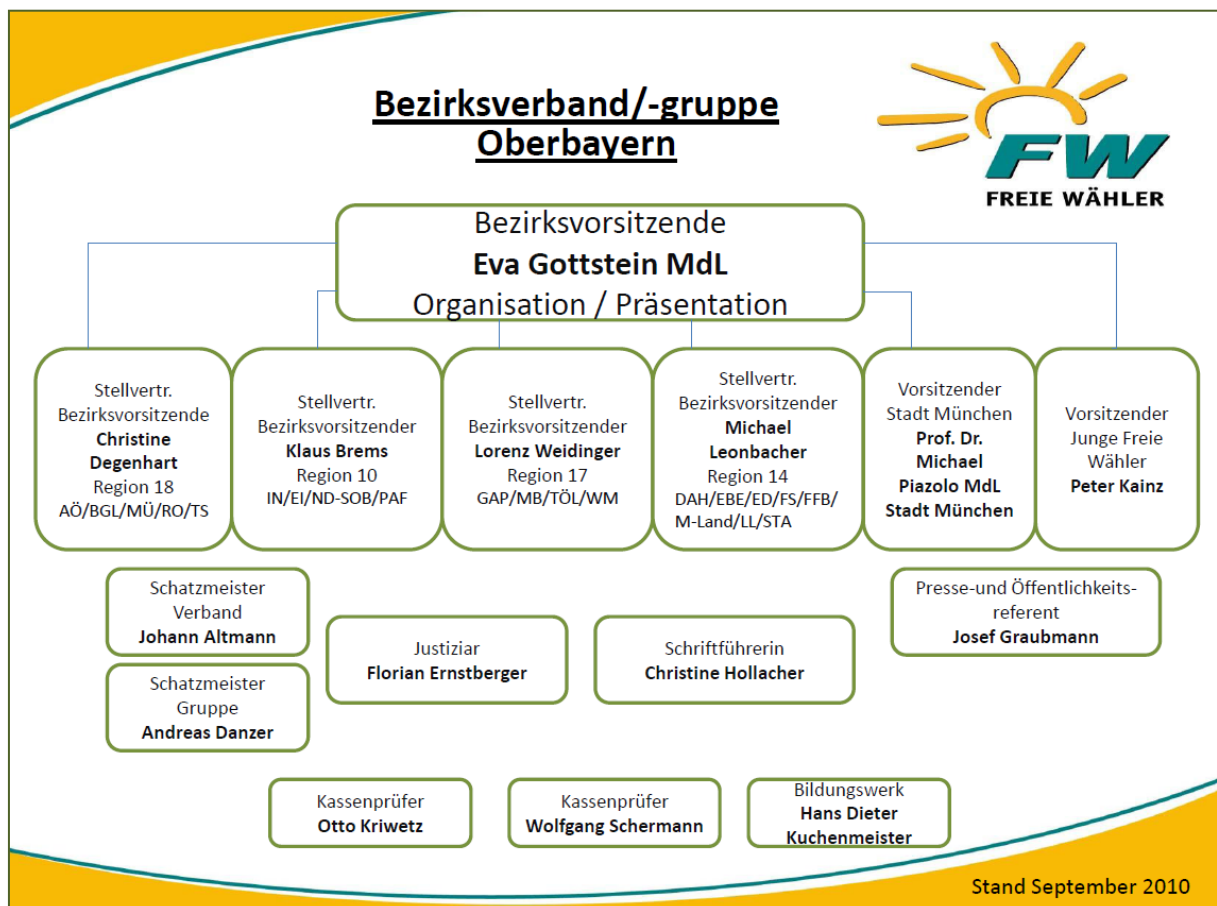 Bezirksverband/-gruppe
Oberbayern
FW
FREIE WÄHLER
Bezirksvorsitzende
Eva Gottstein MdL
Organisation / Präsentation
Stellvertr.
Bezirksvorsitzende
Christine
Degenhart
Region 18
AÖ/BGL/MÜ/RO/TS
Stellvertr.
Bezirksvorsitzender
Klaus Brems
Region 10
IN/EI/ND-SOB/PAF
Stellvertr.
Bezirksvorsitzender
Lorenz Weidinger
Region 17
GAP/MB/TÖL/WM
Stellvertr.
Bezirksvorsitzender
Michael
Leonbacher
Region 14
DAH/EBE/ED/FS/FFB/
M-Land/LL/STA
Vorsitzender
Stadt München
Prof. Dr.
Michael
Piazolo MdL
Stadt München
Vorsitzender
Junge Freie
Wähler
Peter Kainz
Schatzmeister
Verband
Johann Altmann
Schatzmeister
Gruppe
Andreas Danzer
Justiziar
Florian Ernstberger
Schriftführerin
Christine Hollacher
Presse-und Öffentlichkeits-
referent
Josef Graubmann
Kassenprüfer
Otto Kriwetz
Kassenprüfer
Wolfgang Schermann
Bildungswerk
Hans Dieter
Kuchenmeister
Stand September 2010